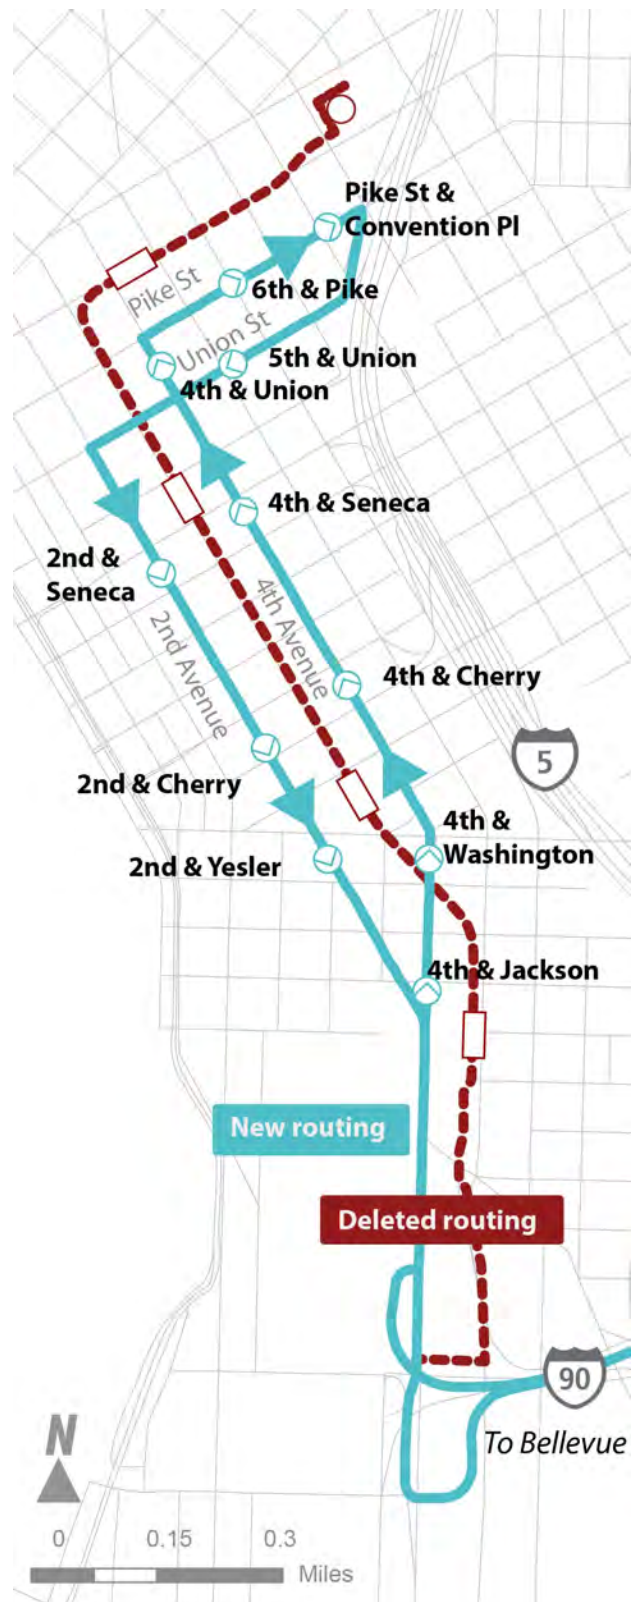 Pike St &
Convention Pl
Pike St
6th & Pike
Union St
5th & Union
4th & Union
4th & Seneca
2nd &
Seneca
4th Avenue
2nd Avenue
4th & Cherry
5
2nd & Cherry
4th &
Washington
2nd & Yesler
4th & Jackson
New routing
Deleted routing
90
To Bellevue
N
0 0.15 0.3
Miles